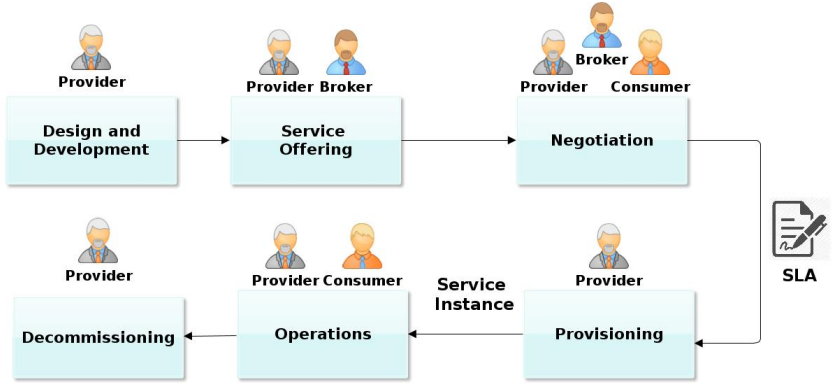 Provider
Design and
Development
Provider Broker
Service
Offering
Broker
Provider
Consumer
Negotiation
SLA
Provider
Provisioning
Service
Instance
Provider Consumer
Operations
Provider
Decommissioning